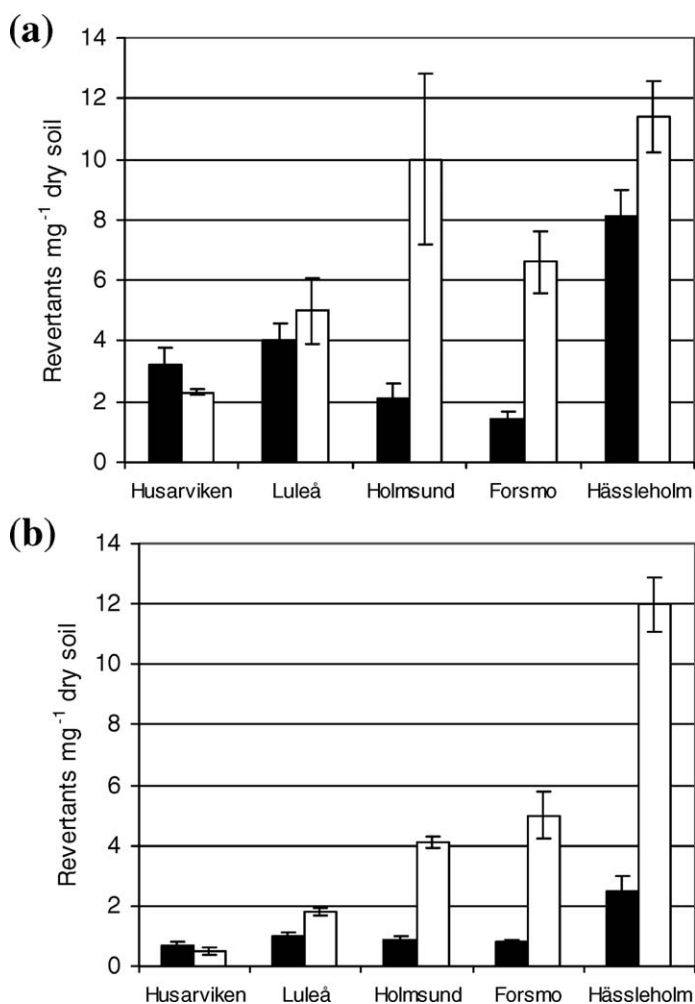 (a)
Revertants mg⁻¹ dry soil
14
12
10
8
6
4
2
0
Husarviken Luleå Holmsund Forsmo Hässleholm
(b)
Revertants mg⁻¹ dry soil
14
12
10
8
6
4
2
0
Husarviken Luleå Holmsund Forsmo Hässleholm